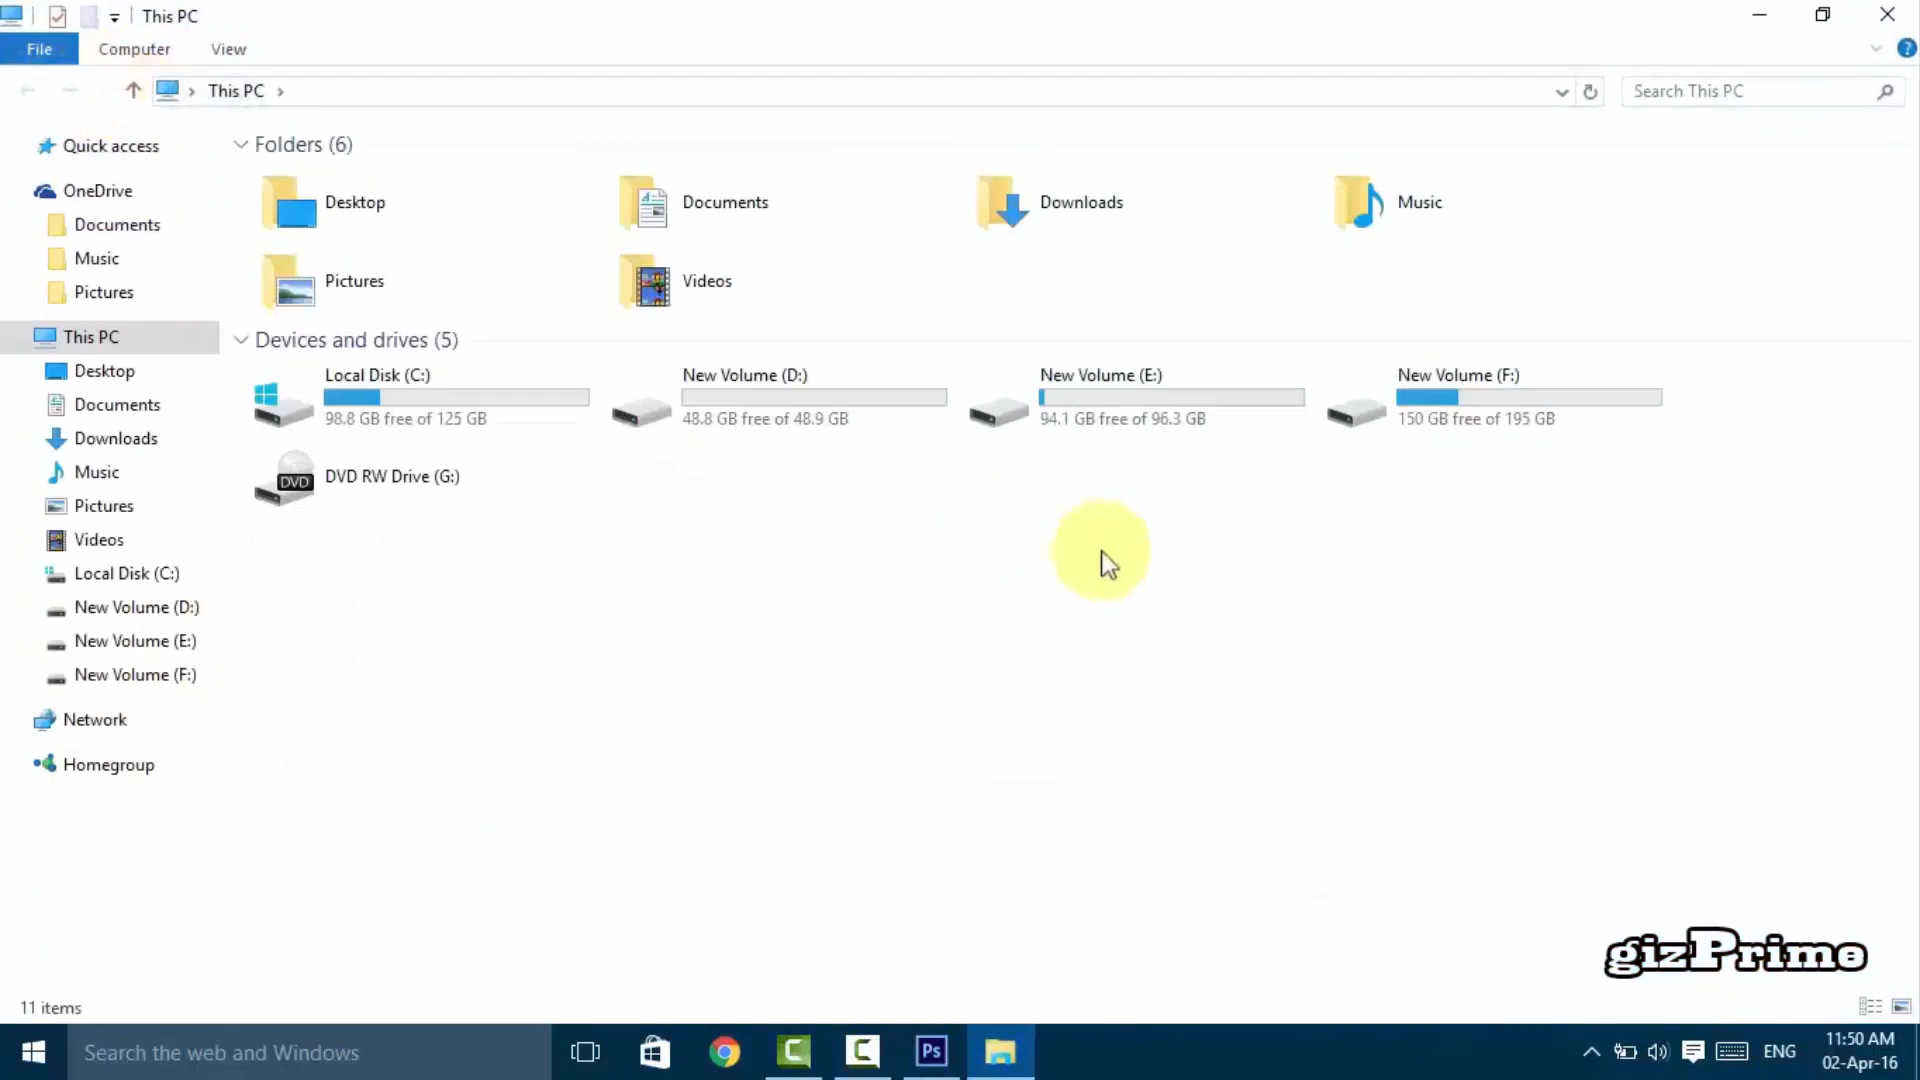 This PC
File Computer View
This PC
Search This PC
Quick access
OneDrive
Documents
Music
Pictures
This PC
Desktop
Documents
Downloads
Music
Pictures
Videos
Local Disk (C:)
New Volume (D:)
New Volume (E:)
New Volume (F:)
Network
Homegroup
Folders (6)
Desktop
Documents
Downloads
Music
Pictures
Videos
Devices and drives (5)
Local Disk (C:)
98.8 GB free of 125 GB
New Volume (D:)
48.8 GB free of 48.9 GB
New Volume (E:)
94.1 GB free of 96.3 GB
New Volume (F:)
150 GB free of 195 GB
DVD
DVD RW Drive (G:)
gizPrime
11 items
Search the web and Windows
Ps
ENG
11:50 AM
02-Apr-16